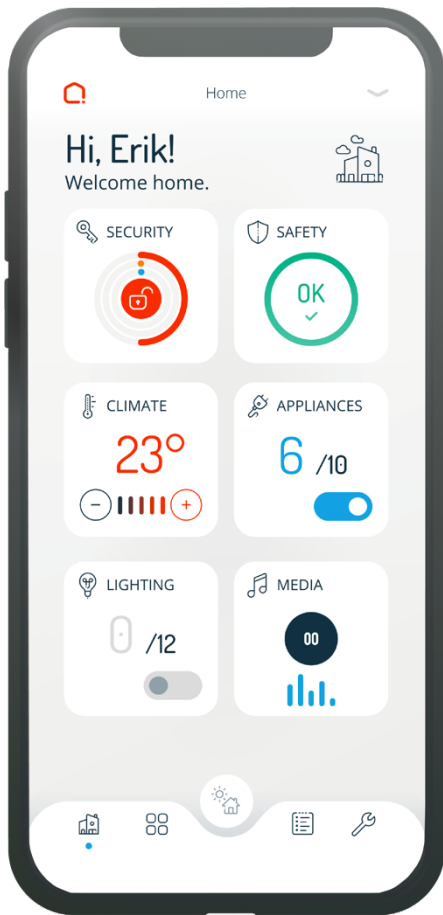 Home
Hi, Erik!
Welcome home.
SECURITY
SAFETY
OK
CLIMATE
APPLIANCES
23°
6 /10
LIGHTING
MEDIA
0 /12
00